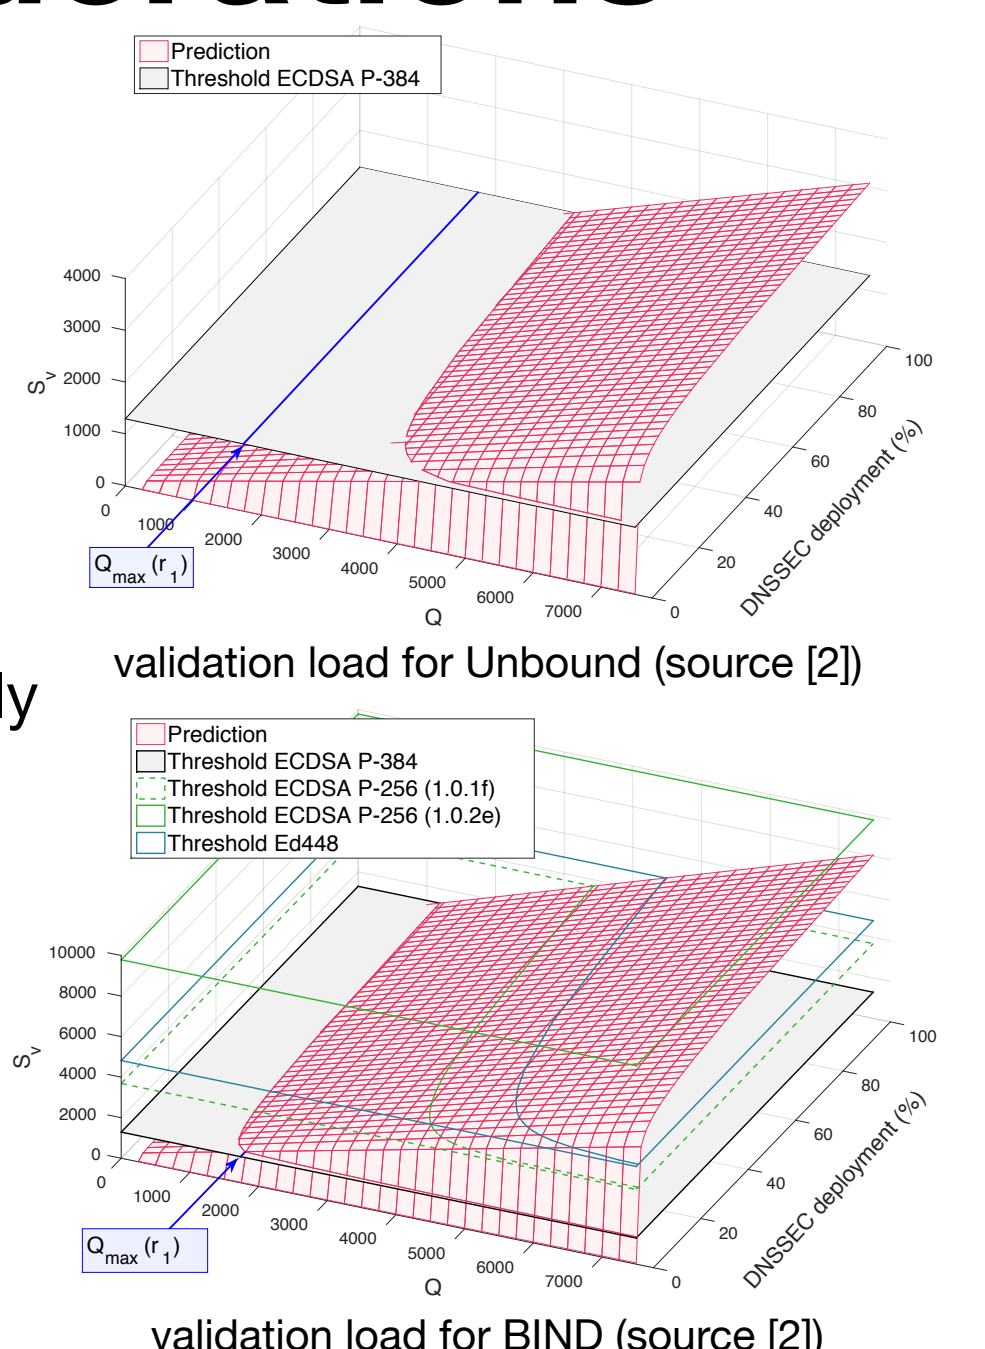 Prediction
Threshold ECDSA P-384
4000
3000
2000
1000
0
S_v
0
1000
2000
3000
4000
5000
6000
7000
Q
0
20
40
60
80
100
DNSSEC deployment (%)
Q_max (r_1)
validation load for Unbound (source [2])
ly
Prediction
Threshold ECDSA P-384
Threshold ECDSA P-256 (1.0.1f)
Threshold ECDSA P-256 (1.0.2e)
Threshold Ed448
10000
8000
6000
4000
2000
0
S_v
0
1000
2000
3000
4000
5000
6000
7000
Q
0
20
40
60
80
100
DNSSEC deployment (%)
Q_max (r_1)
validation load for BIND (source [2])